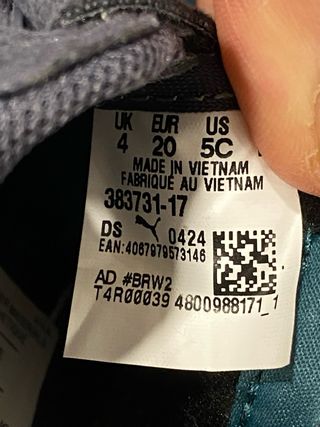 UK EUR US
4 20 5C
MADE IN VIETNAM
FABRIQUÉ AU VIETNAM
383731-17
DS 0424
EAN:4067979573146
AD #BRW2
T4R00039 4800988171_1